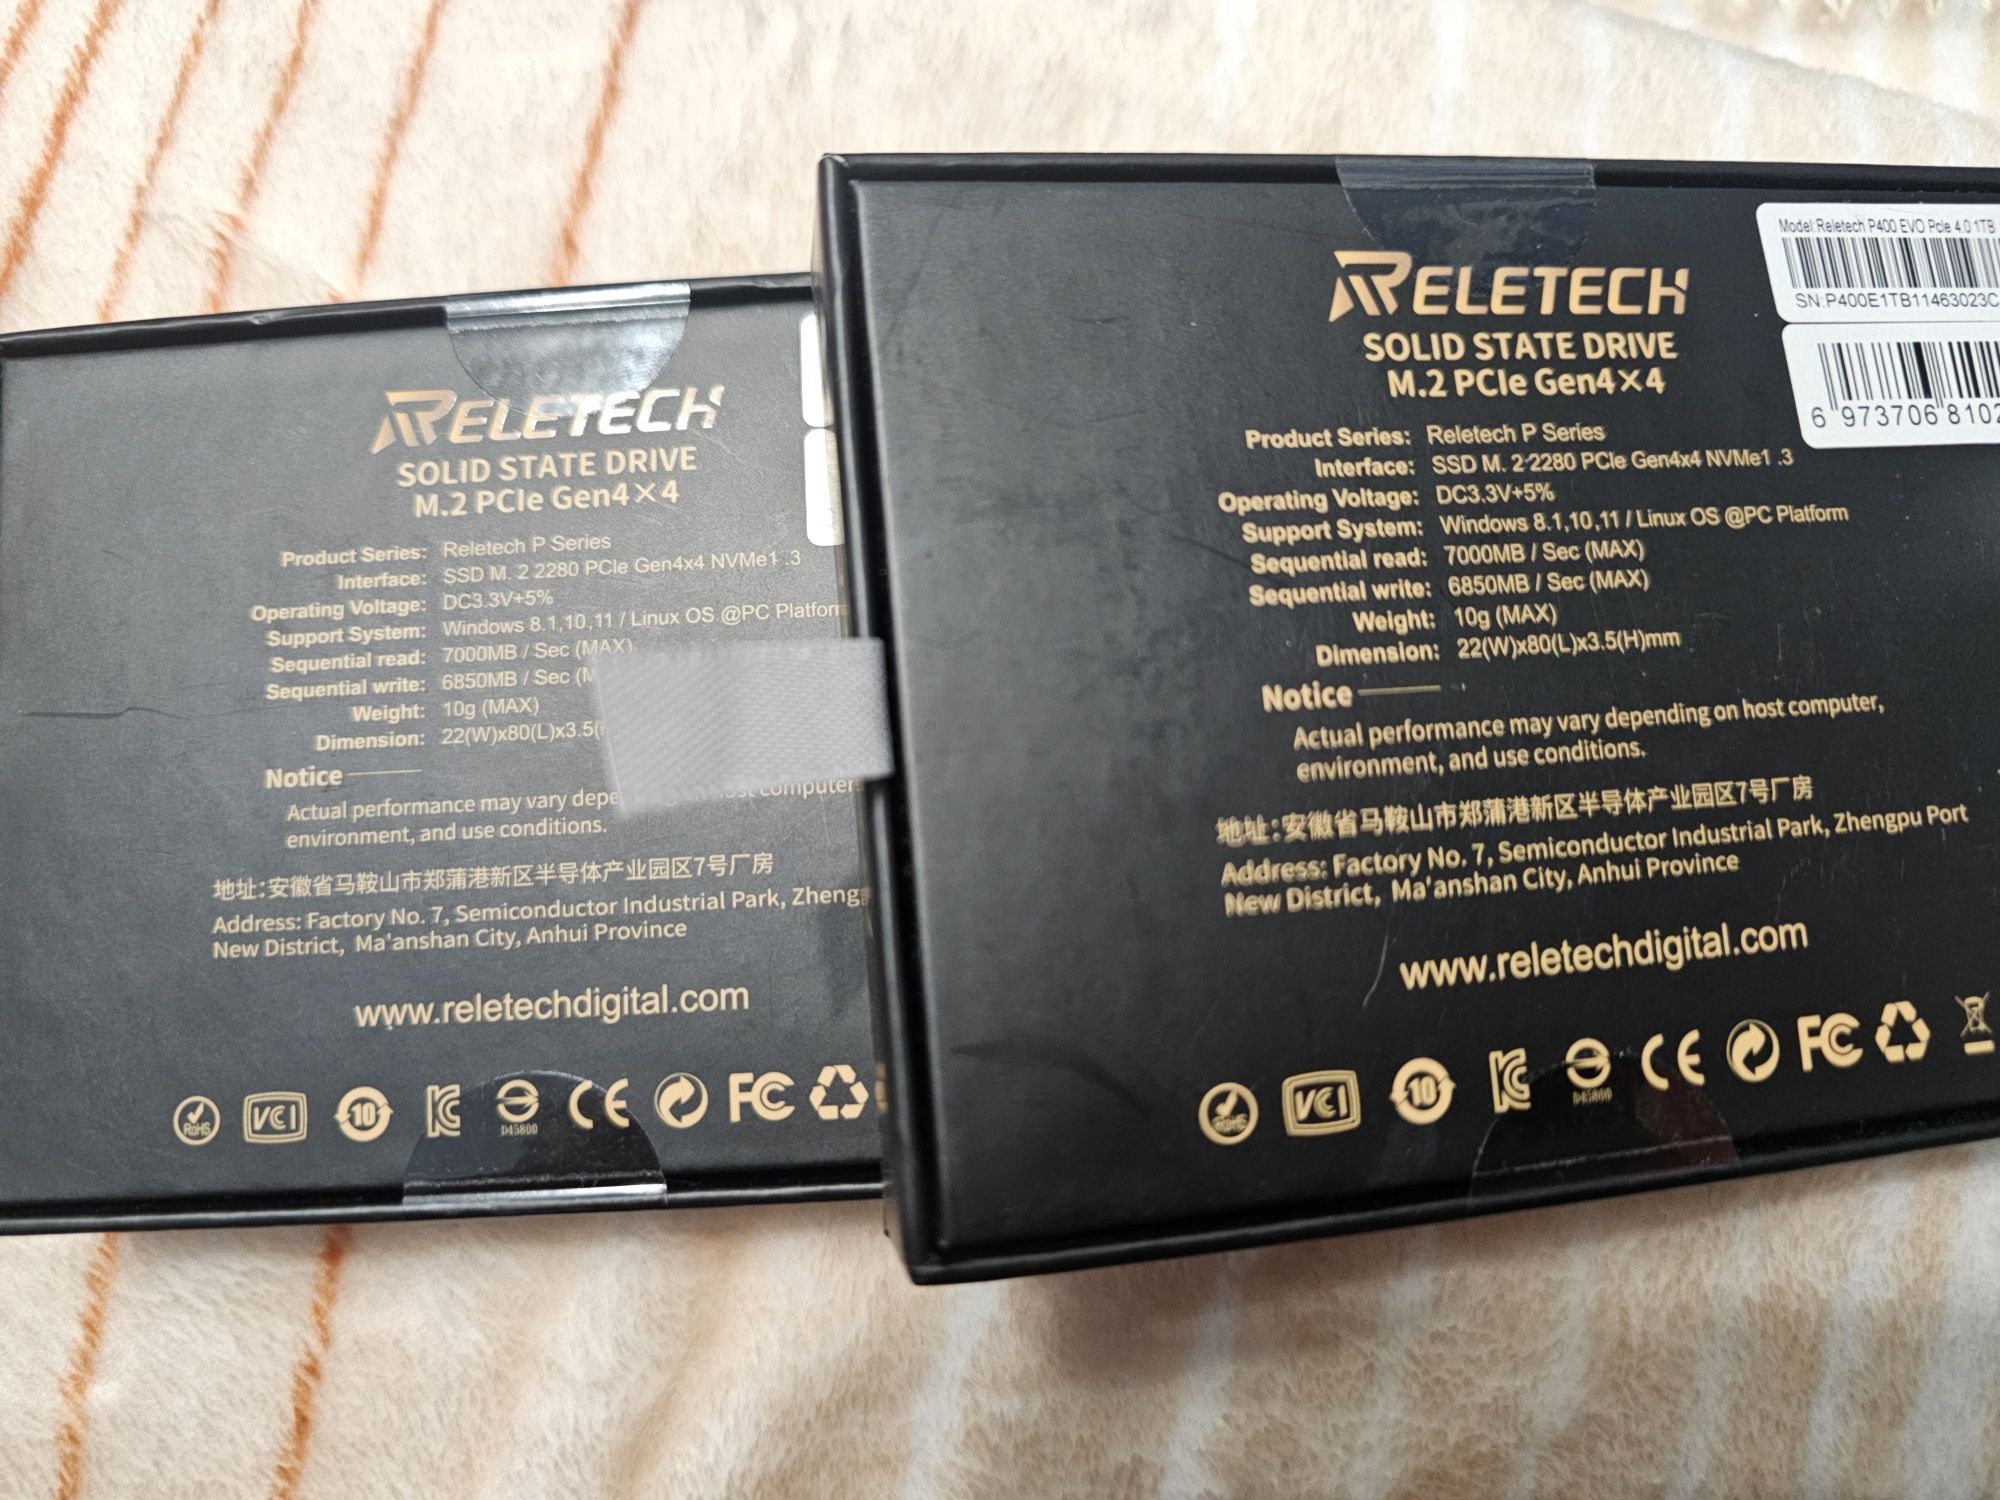 RELETECH
SOLID STATE DRIVE
M.2 PCIe Gen4×4
Product Series: Reletech P Series
Interface: SSD M. 2 2280 PCIe Gen4x4 NVMe1 .3
Operating Voltage: DC3.3V+5%
Support System: Windows 8.1,10,11 / Linux OS @PC Platform
Sequential read: 7000MB / Sec (MAX)
Sequential write: 6850MB / Sec
Weight: 10g (MAX)
Dimension: 22(W)x80(L)x3.5(
Notice
Actual performance may vary host computer,
environment, and use conditions.
地址:安徽省马鞍山市郑蒲港新区半导体产业园区7号厂房
Address: Factory No. 7, Semiconductor Industrial Park, Zheng
New District, Ma'anshan City, Anhui Province
www.reletechdigital.com
RoHS VCI 10 D45800 CE FC
Model:Reletech P400 EVO Pcie 4.0 1TB
SN:P400E1TB11463023C
6 973706 8102
RELETECH
SOLID STATE DRIVE
M.2 PCIe Gen4×4
Product Series: Reletech P Series
Interface: SSD M. 2 2280 PCIe Gen4x4 NVMe1 .3
Operating Voltage: DC3.3V+5%
Support System: Windows 8.1,10,11 / Linux OS @PC Platform
Sequential read: 7000MB / Sec (MAX)
Sequential write: 6850MB / Sec (MAX)
Weight: 10g (MAX)
Dimension: 22(W)x80(L)x3.5(H)mm
Notice
Actual performance may vary depending on host computer,
environment, and use conditions.
地址:安徽省马鞍山市郑蒲港新区半导体产业园区7号厂房
Address: Factory No. 7, Semiconductor Industrial Park, Zhengpu Port
New District, Ma'anshan City, Anhui Province
www.reletechdigital.com
RoHS VCI 10 D45800 CE FC